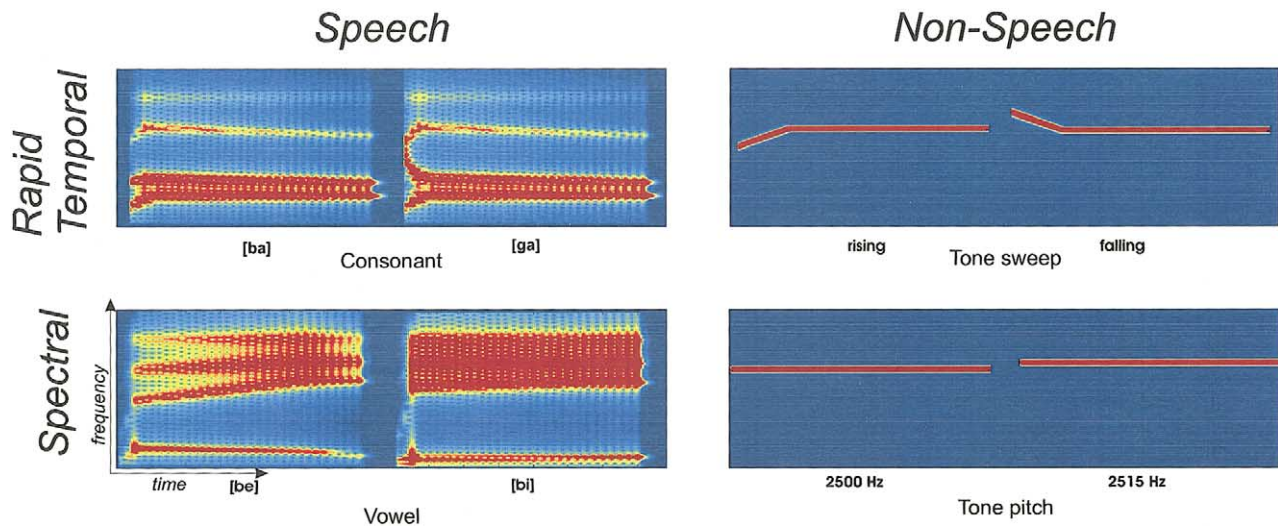 Speech
Non-Speech
Rapid
Temporal
[ba]
[ga]
Consonant
rising
falling
Tone sweep
Spectral
frequency
time
[be]
[bi]
Vowel
2500 Hz
2515 Hz
Tone pitch